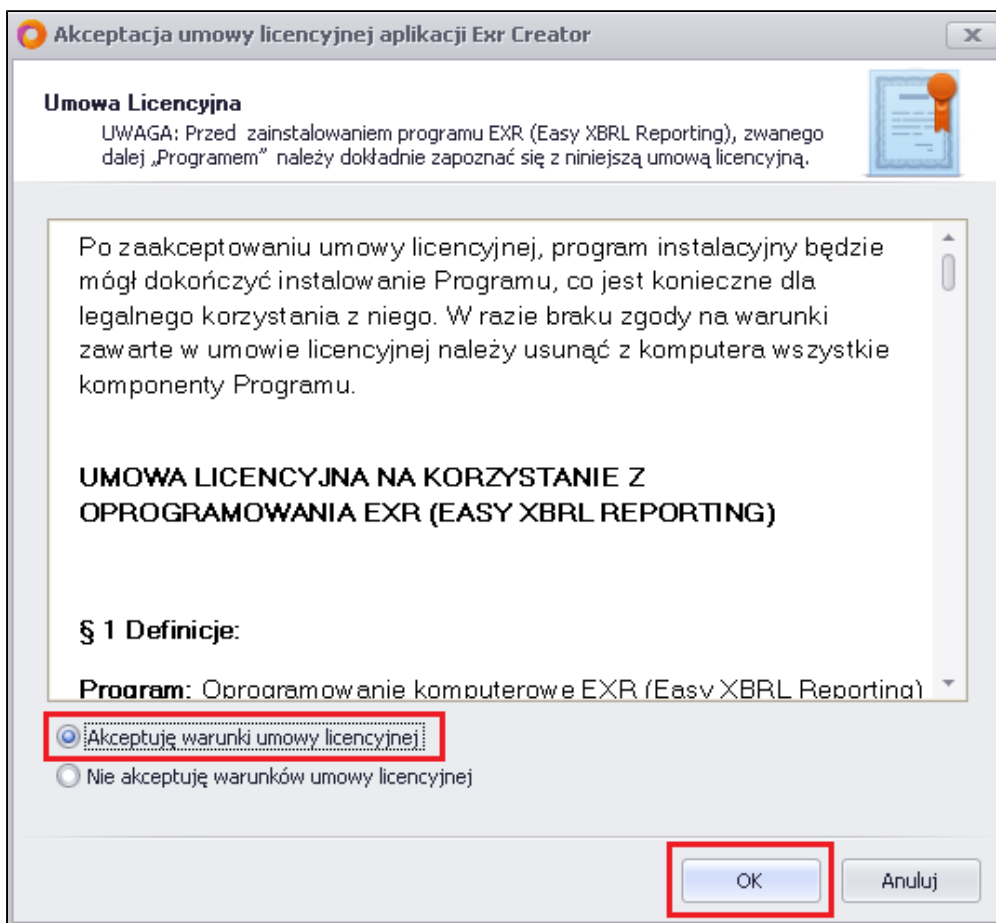 Akceptacja umowy licencyjnej aplikacji Exr Creator
Umowa Licencyjna
UWAGA: Przed zainstalowaniem programu EXR (Easy XBRL Reporting), zwanego
dalej „Programem” należy dokładnie zapoznać się z niniejszą umową licencyjną.
Po zaakceptowaniu umowy licencyjnej, program instalacyjny będzie
mógł dokończyć instalowanie Programu, co jest konieczne dla
legalnego korzystania z niego. W razie braku zgody na warunki
zawarte w umowie licencyjnej należy usunąć z komputera wszystkie
komponenty Programu.
UMOWA LICENCYJNA NA KORZYSTANIE Z
OPROGRAMOWANIA EXR (EASY XBRL REPORTING)
§ 1 Definicje:
Program: Oprogramowanie komputerowe EXR (Easy XBRL Reporting)
Akceptuję warunki umowy licencyjnej
Nie akceptuję warunków umowy licencyjnej
OK
Anuluj